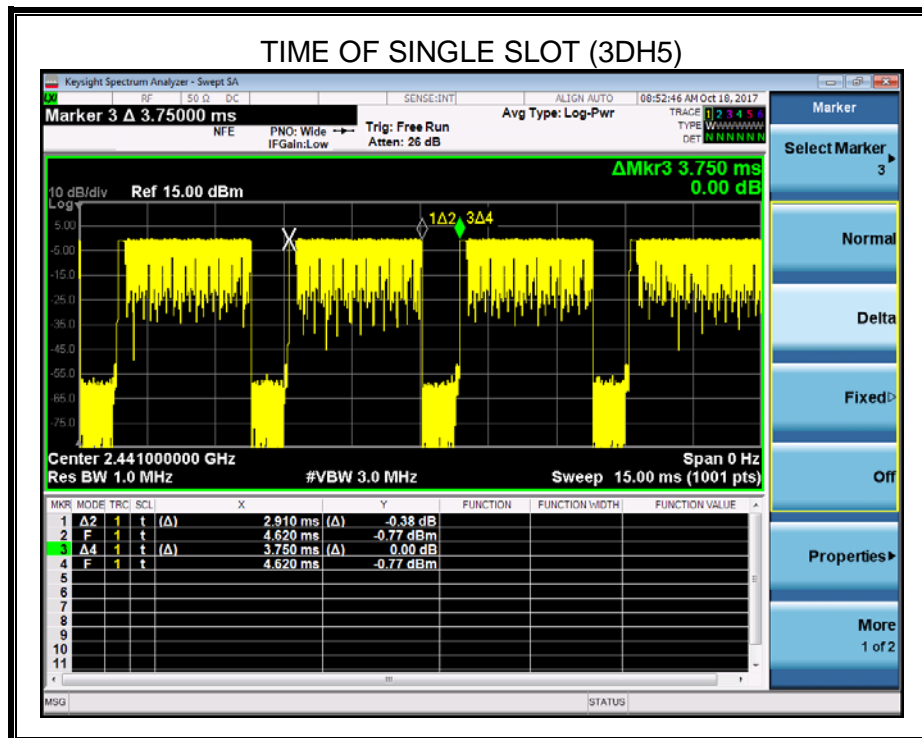 TIME OF SINGLE SLOT (3DH5)
Keysight Spectrum Analyzer - Swept SA
LXI RF 50 Ω DC SENSE:INT ALIGN AUTO 08:52:46 AM Oct 18, 2017
Marker 3 Δ 3.75000 ms
NFE PNO: Wide Trig: Free Run Avg Type: Log-Pwr TRACE 1 2 3 4 5 6
IFGain:Low Atten: 26 dB TYPE WWWWWW
DET N N N N N N
ΔMkr3 3.750 ms
0.00 dB
10 dB/div Ref 15.00 dBm
Log
5.00
-5.00
-15.0
-25.0
-35.0
-45.0
-55.0
-65.0
-75.0
X 1Δ2 3Δ4
Center 2.441000000 GHz Span 0 Hz
Res BW 1.0 MHz #VBW 3.0 MHz Sweep 15.00 ms (1001 pts)
MKR MODE TRC SCL X Y FUNCTION FUNCTION WIDTH FUNCTION VALUE
1 Δ2 1 t (Δ) 2.910 ms (Δ) -0.38 dB
2 F 1 t 4.620 ms -0.77 dBm
3 Δ4 1 t (Δ) 3.750 ms (Δ) 0.00 dB
4 F 1 t 4.620 ms -0.77 dBm
5
6
7
8
9
10
11
MSG STATUS
Marker
Select Marker
3
Normal
Delta
Fixed
Off
Properties
More
1 of 2